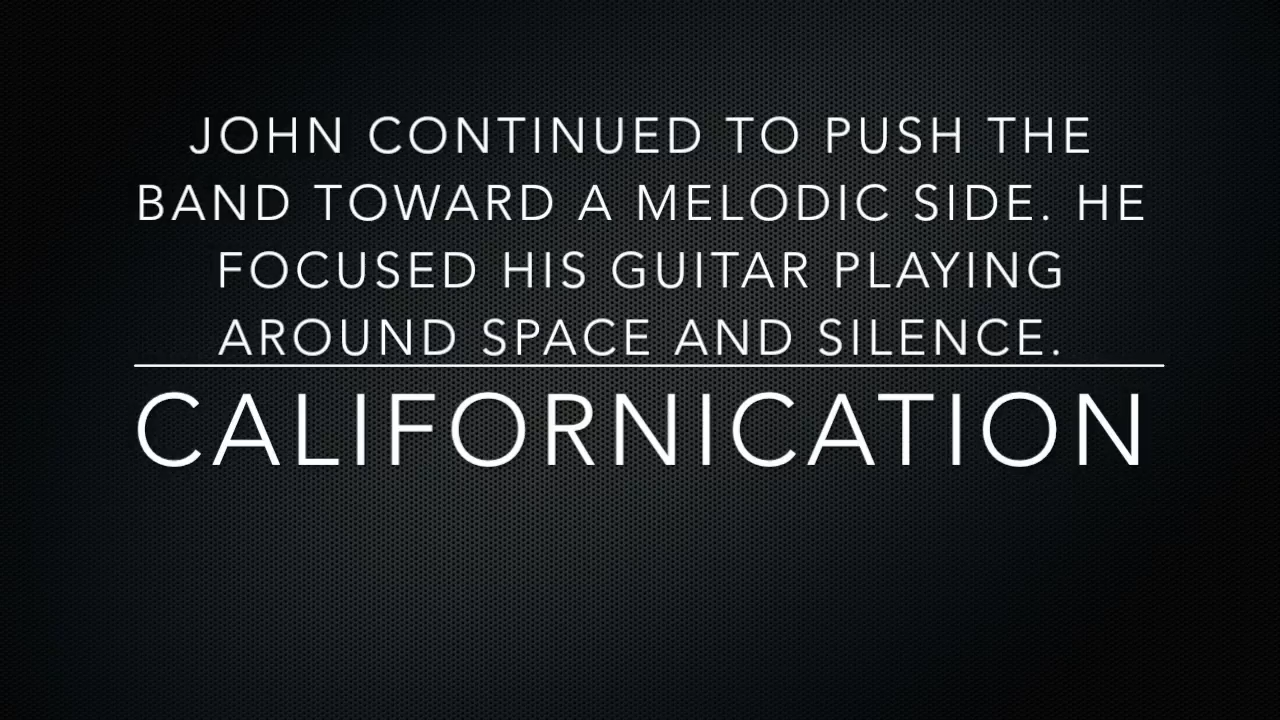 JOHN CONTINUED TO PUSH THE
BAND TOWARD A MELODIC SIDE. HE
FOCUSED HIS GUITAR PLAYING
AROUND SPACE AND SILENCE.
CALIFORNICATION